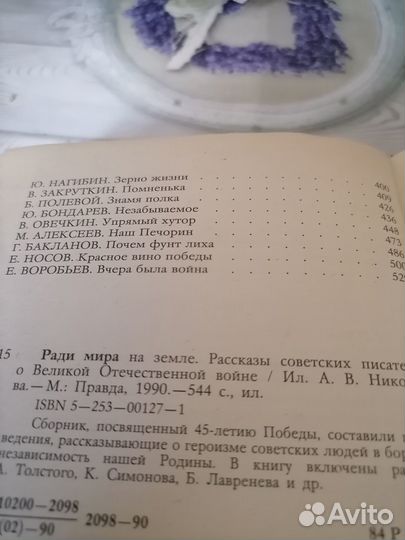 Ю. НАГИБИН. Зерно жизни . . . . . . . 400
В. ЗАКРУТКИН. Помненька . . . . . . . 409
Б. ПОЛЕВОЙ. Знамя полка . . . . . . . 426
Ю. БОНДАРЕВ. Незабываемое . . . . . . . 436
В. ОВЕЧКИН. Упрямый хутор . . . . . . . 448
М. АЛЕКСЕЕВ. Наш Печорин . . . . . . . 473
Г. БАКЛАНОВ. Почем фунт лиха . . . . . . 486
Е. НОСОВ. Красное вино победы . . . . . . 500
Е. ВОРОБЬЕВ. Вчера была война . . . . . . 52
15 Ради мира на земле. Рассказы советских писате
о Великой Отечественной войне / Ил. А. В. Нико
ва.— М.: Правда, 1990.—544 с., ил.
ISBN 5—253—00127—1
Сборник, посвященный 45-летию Победы, составили п
ведения, рассказывающие о героизме советских людей в бор
независимость нашей Родины. В книгу включены ра
А. Толстого, К. Симонова, Б. Лавренева и др.
10200—2098
(02)—90 2098—90
84 Р
Avito